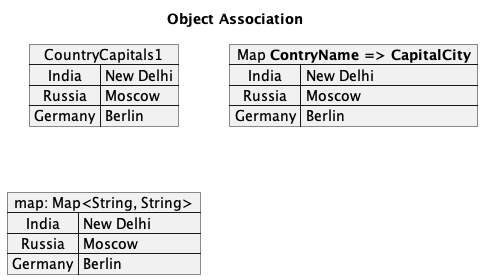 Object Association
CountryCapitals1
India New Delhi
Russia Moscow
Germany Berlin
Map ContryName => CapitalCity
India New Delhi
Russia Moscow
Germany Berlin
map: Map<String, String>
India New Delhi
Russia Moscow
Germany Berlin